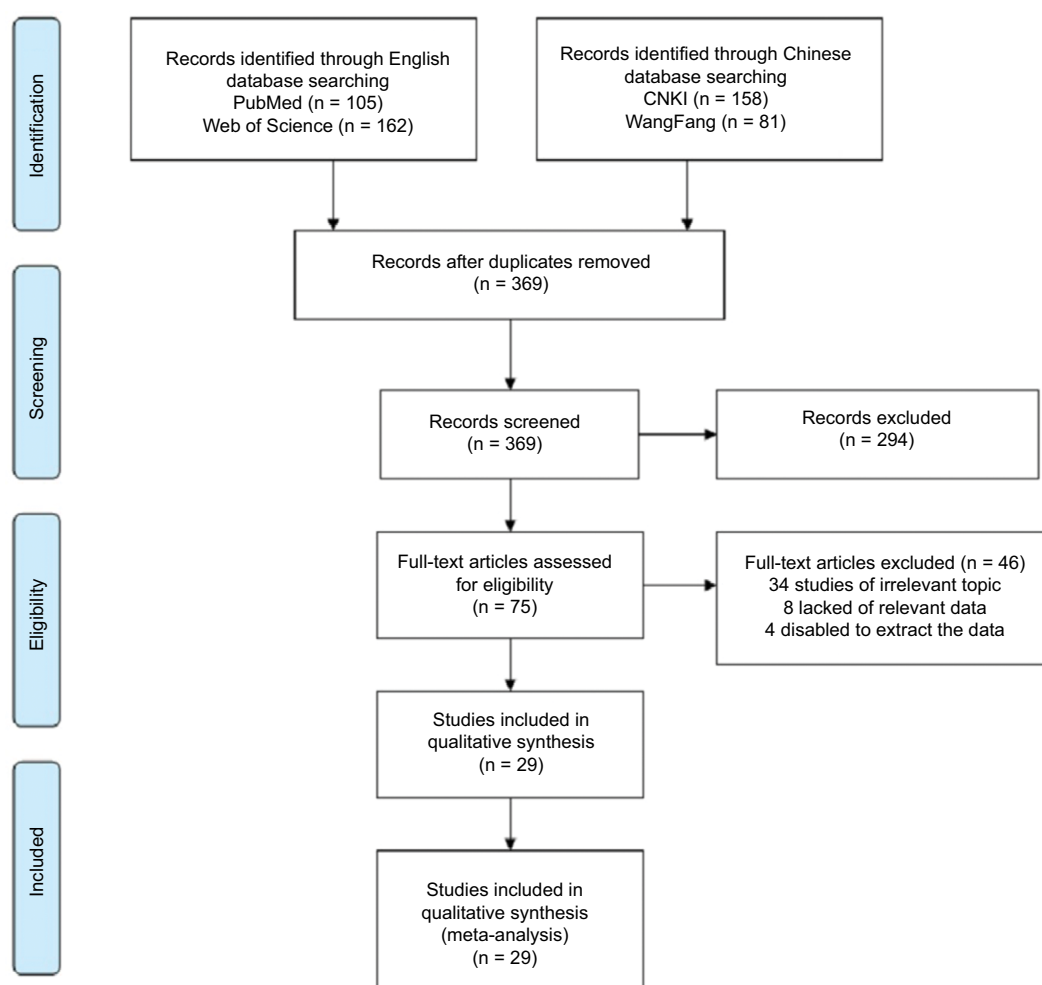 Identification
Records identified through English
database searching
PubMed (n = 105)
Web of Science (n = 162)
Records identified through Chinese
database searching
CNKI (n = 158)
WangFang (n = 81)
Records after duplicates removed
(n = 369)
Screening
Records screened
(n = 369)
Records excluded
(n = 294)
Eligibility
Full-text articles assessed
for eligibility
(n = 75)
Full-text articles excluded (n = 46)
34 studies of irrelevant topic
8 lacked of relevant data
4 disabled to extract the data
Studies included in
qualitative synthesis
(n = 29)
Included
Studies included in
qualitative synthesis
(meta-analysis)
(n = 29)